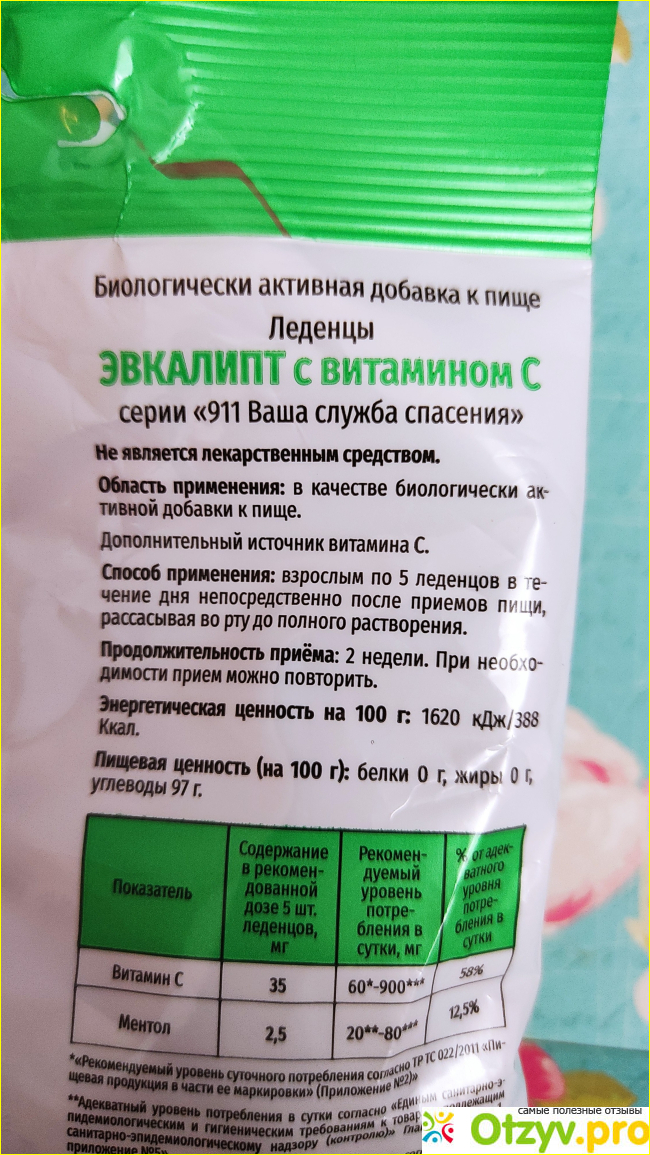 Биологически активная добавка к пище
Леденцы
ЭВКАЛИПТ с витамином С
серии «911 Ваша служба спасения»
Не является лекарственным средством.
Область применения: в качестве биологически ак-
тивной добавки к пище.
Дополнительный источник витамина С.
Способ применения: взрослым по 5 леденцов в те-
чение дня непосредственно после приемов пищи,
рассасывая во рту до полного растворения.
Продолжительность приёма: 2 недели. При необхо-
димости прием можно повторить.
Энергетическая ценность на 100 г: 1620 кДж/388
Ккал.
Пищевая ценность (на 100 г): белки 0 г, жиры 0 г,
углеводы 97 г.
Показатель
Содержание
в рекомен-
дованной
дозе 5 шт.
леденцов,
мг
Рекомен-
дуемый
уровень
потре-
бления в
сутки, мг
% от адек-
ватного
уровня
потре-
бления в
сутки
Витамин С 35 60*-900*** 58%
Ментол 2,5 20**-80*** 12,5%
*«Рекомендуемый уровень суточного потребления согласно ТР ТС 022/2011 «Пи-
щевая продукция в части ее маркировки» (Приложение №2)»
**Адекватный уровень потребления в сутки согласно «Единым санитарно-э-
пидемиологическим и гигиеническим требованиям к
санитарно-эпидемиологическому надзору (контролю)»
приложение №5»
самые полезные отзывы
Otzyv.pro